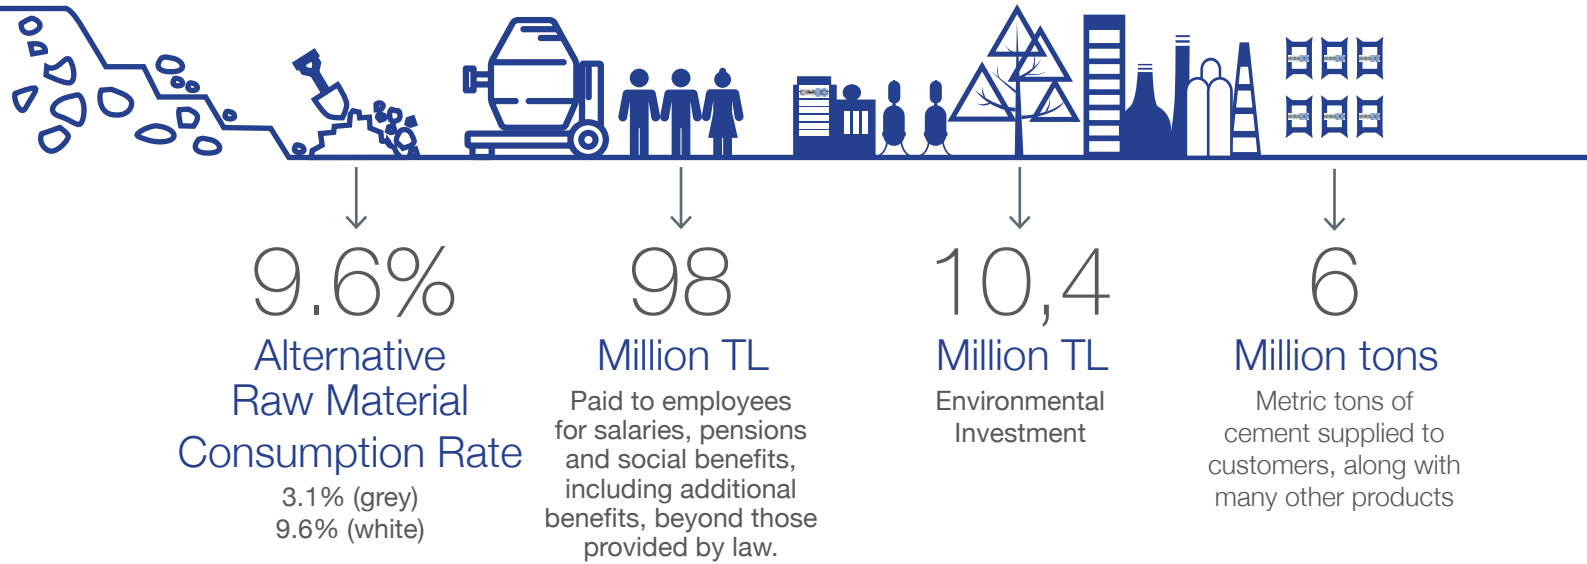 9.6%
Alternative
Raw Material
Consumption Rate
3.1% (grey)
9.6% (white)
98
Million TL
Paid to employees
for salaries, pensions
and social benefits,
including additional
benefits, beyond those
provided by law.
10,4
Million TL
Environmental
Investment
6
Million tons
Metric tons of
cement supplied to
customers, along with
many other products